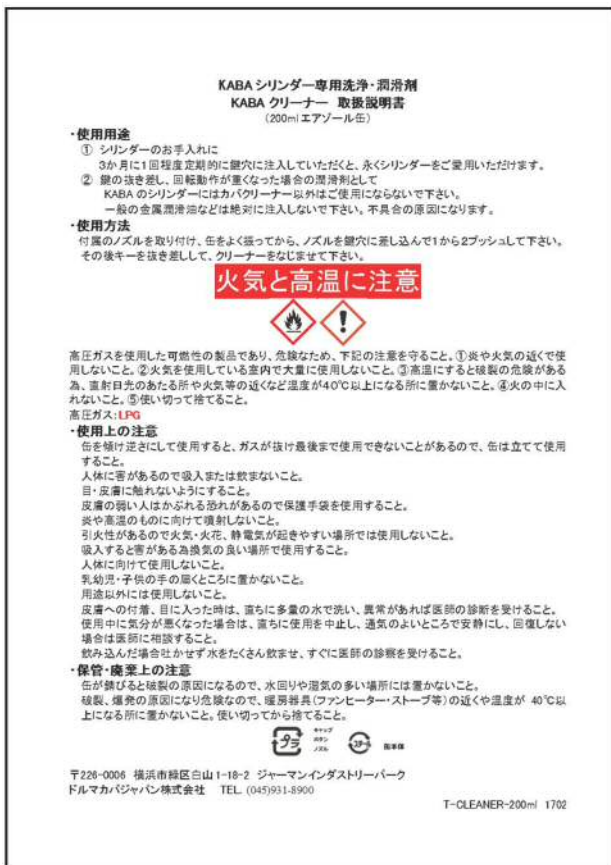 KABA シリンダー専用洗浄・潤滑剤
KABA クリーナー 取扱説明書
(200ml エアゾール缶)
・使用用途
① シリンダーのお手入れに
3か月に1回程度定期的に鍵穴に注入していただくと、永くシリンダーをご愛用いただけます。
② 鍵の抜き差し、回転動作が重くなった場合の潤滑剤として
KABA のシリンダーにはカバクリーナー以外はご使用にならないで下さい。
一般の金属潤滑油などは絶対に注入しないで下さい。不具合の原因になります。
・使用方法
付属のノズルを取り付け、缶をよく振ってから、ノズルを鍵穴に差し込んで1から2プッシュして下さい。
その後キーを抜き差しして、クリーナーをなじませて下さい。
火気と高温に注意
高圧ガスを使用した可燃性の製品であり、危険なため、下記の注意を守ること。①炎や火気の近くで使
用しないこと。②火気を使用している室内で大量に使用しないこと。③高温にすると破裂の危険がある
為、直射日光のあたる所や火気等の近くなど温度が40℃以上になる所に置かないこと。④火の中に入
れないこと。⑤使い切って捨てること。
高圧ガス:LPG
・使用上の注意
缶を傾け逆さにして使用すると、ガスが抜け最後まで使用できないことがあるので、缶は立てて使用
すること。
人体に害があるので吸入または飲まないこと。
目・皮膚に触れないようにすること。
皮膚の弱い人はかぶれる恐れがあるので保護手袋を使用すること。
炎や高温のものに向けて噴射しないこと。
引火性があるので火気・火花、静電気が起きやすい場所では使用しないこと。
吸入すると害がある為換気の良い場所で使用すること。
人体に向けて使用しないこと。
乳幼児・子供の手の届くところに置かないこと。
用途以外には使用しないこと。
皮膚への付着、目に入った時は、直ちに多量の水で洗い、異常があれば医師の診断を受けること。
使用中に気分が悪くなった場合は、直ちに使用を中止し、通気のよいところで安静にし、回復しない
場合は医師に相談すること。
飲み込んだ場合吐かせず水をたくさん飲ませ、すぐに医師の診察を受けること。
・保管・廃棄上の注意
缶が錆びると破裂の原因になるので、水回りや湿気の多い場所には置かないこと。
破裂、爆発の原因になり危険なので、暖房器具(ファンヒーター・ストーブ等)の近くや温度が 40℃以
上になる所に置かないこと。使い切ってから捨てること。
プラ キャップ
ボタン
ノズル
スチール 缶本体
〒226-0006 横浜市緑区白山 1-18-2 ジャーマンインダストリーパーク
ドルマカバジャパン株式会社 TEL. (045)931-8900
T-CLEANER-200ml 1702